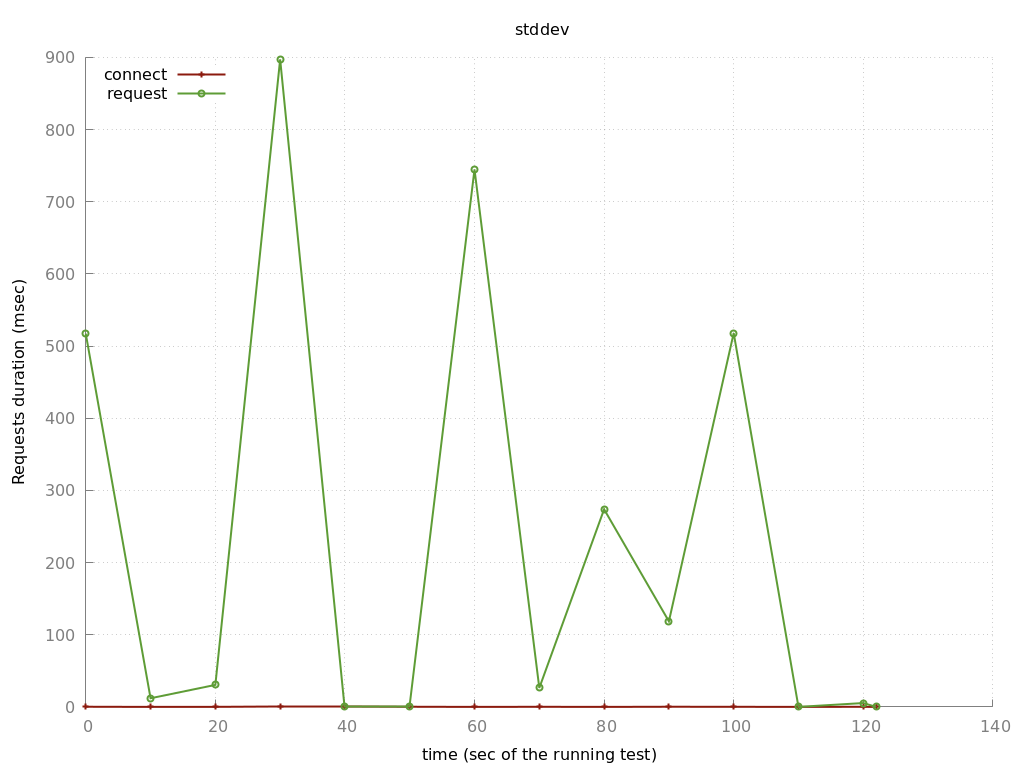 stddev
connect
request
900
800
700
600
500
400
300
200
100
0
0 20 40 60 80 100 120 140
Requests duration (msec)
time (sec of the running test)